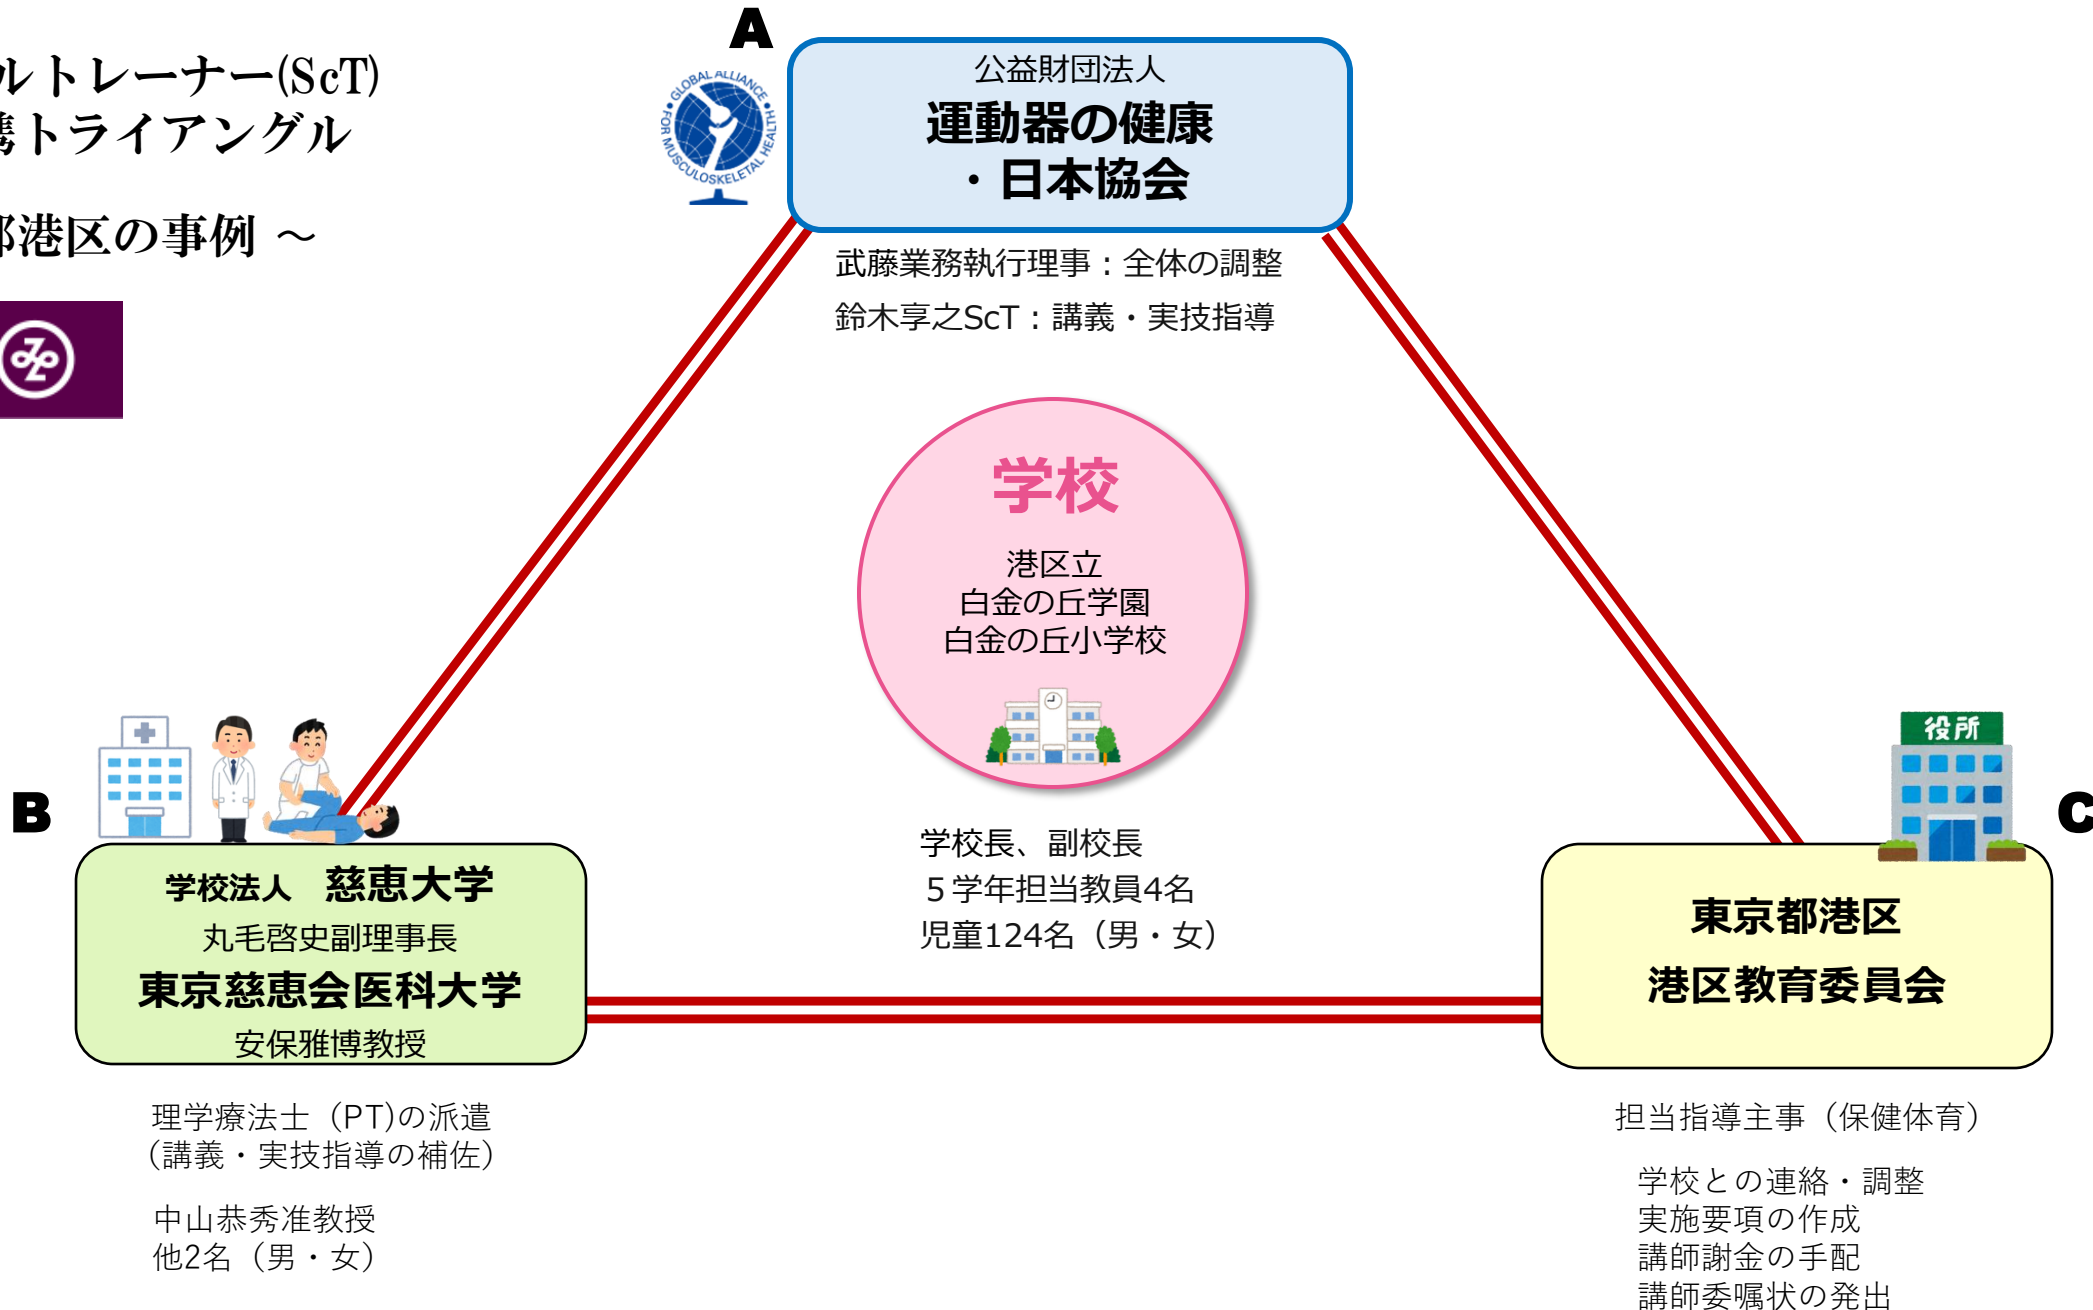 ルトレーナー(ScT)
携トライアングル
都港区の事例 ～
A
GLOBAL ALLIANCE
FOR MUSCULOSKELETAL HEALTH
公益財団法人
運動器の健康
・日本協会
武藤業務執行理事：全体の調整
鈴木享之ScT：講義・実技指導
学校
港区立
白金の丘学園
白金の丘小学校
学校長、副校長
５学年担当教員4名
児童124名（男・女）
B
学校法人 慈恵大学
丸毛啓史副理事長
東京慈恵会医科大学
安保雅博教授
理学療法士（PT)の派遣
（講義・実技指導の補佐）
中山恭秀准教授
他2名（男・女）
役所
C
東京都港区
港区教育委員会
担当指導主事（保健体育）
学校との連絡・調整
実施要項の作成
講師謝金の手配
講師委嘱状の発出